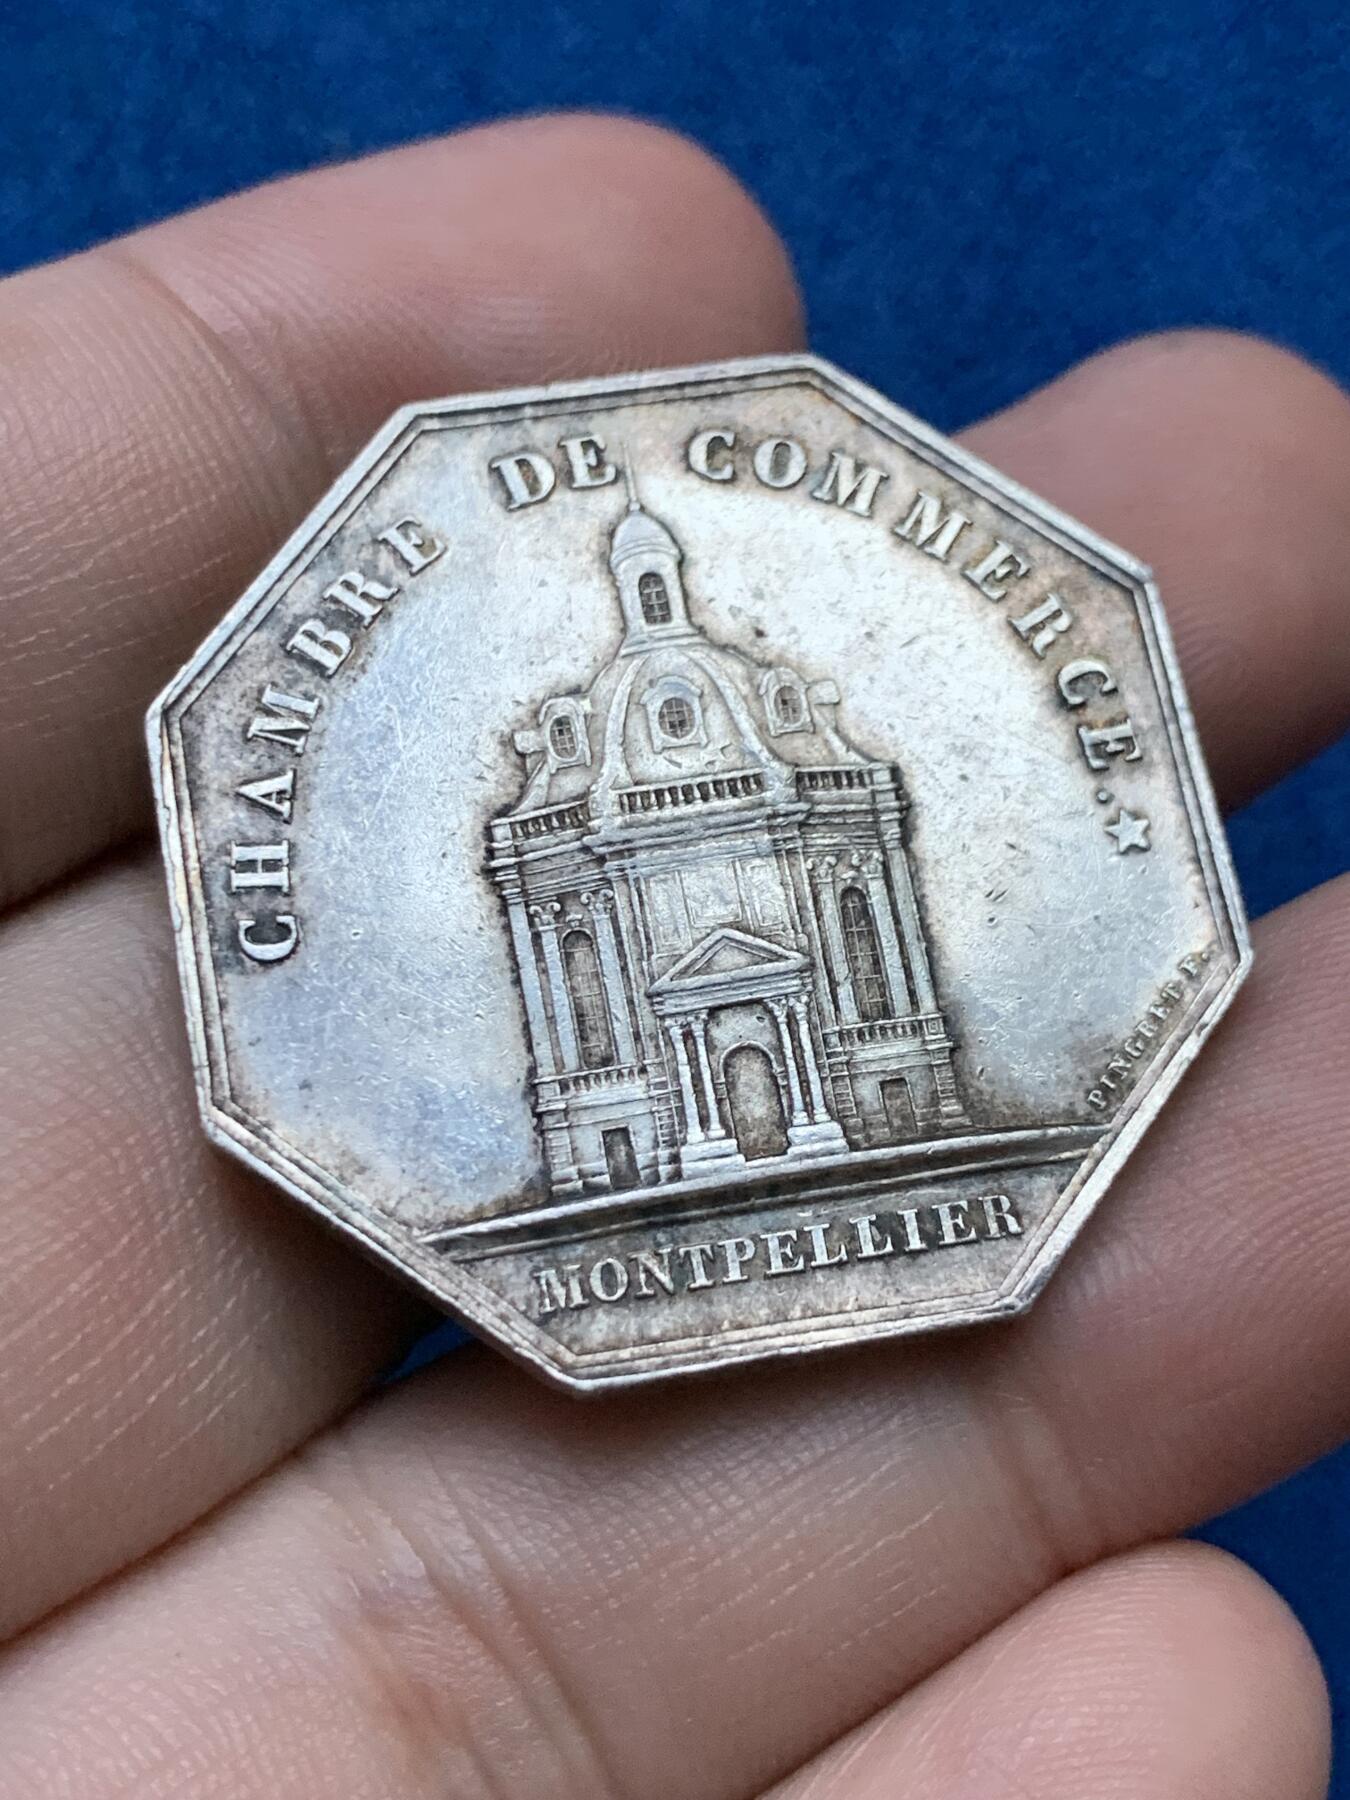 CHAMBRE DE COMMERCE.★
PINGRET F.
MONTPELLIER